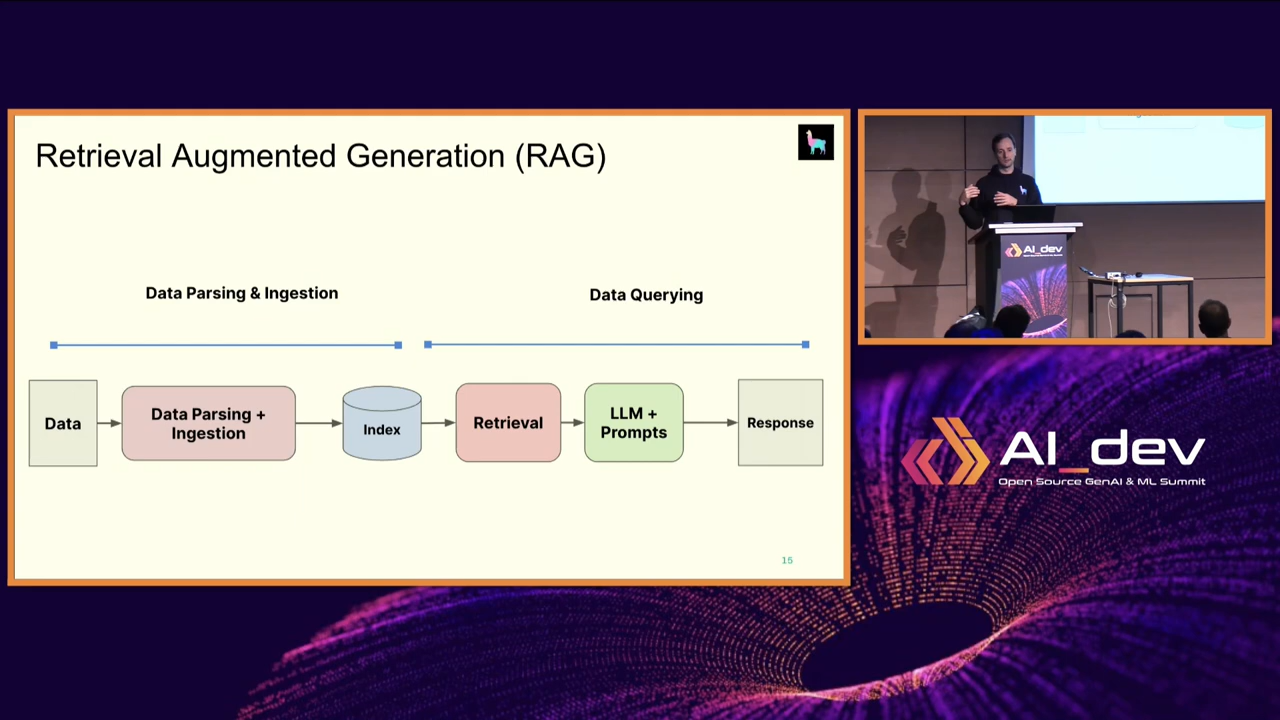 Retrieval Augmented Generation (RAG)
Data Parsing & Ingestion
Data Querying
Data
Data Parsing +
Ingestion
Index
Retrieval
LLM +
Prompts
Response
15
AI_dev
AI_dev
Open Source GenAI & ML Summit